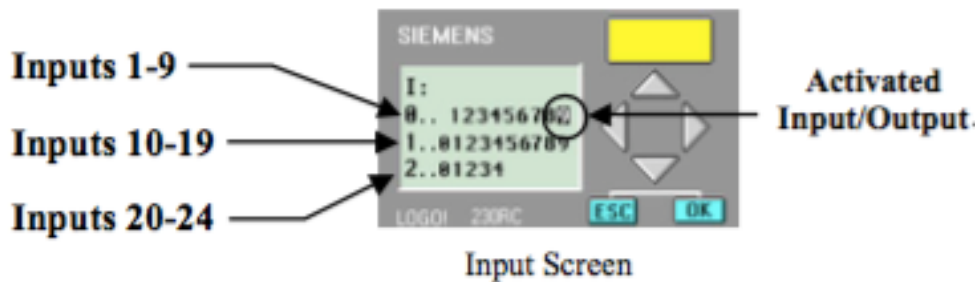 SIEMENS
Inputs 1-9
I:
Activated
Input/Output
0.. 123456789
Inputs 10-19
1..0123456789
2..01234
Inputs 20-24
LOGO! 230RC
ESC
OK
Input Screen